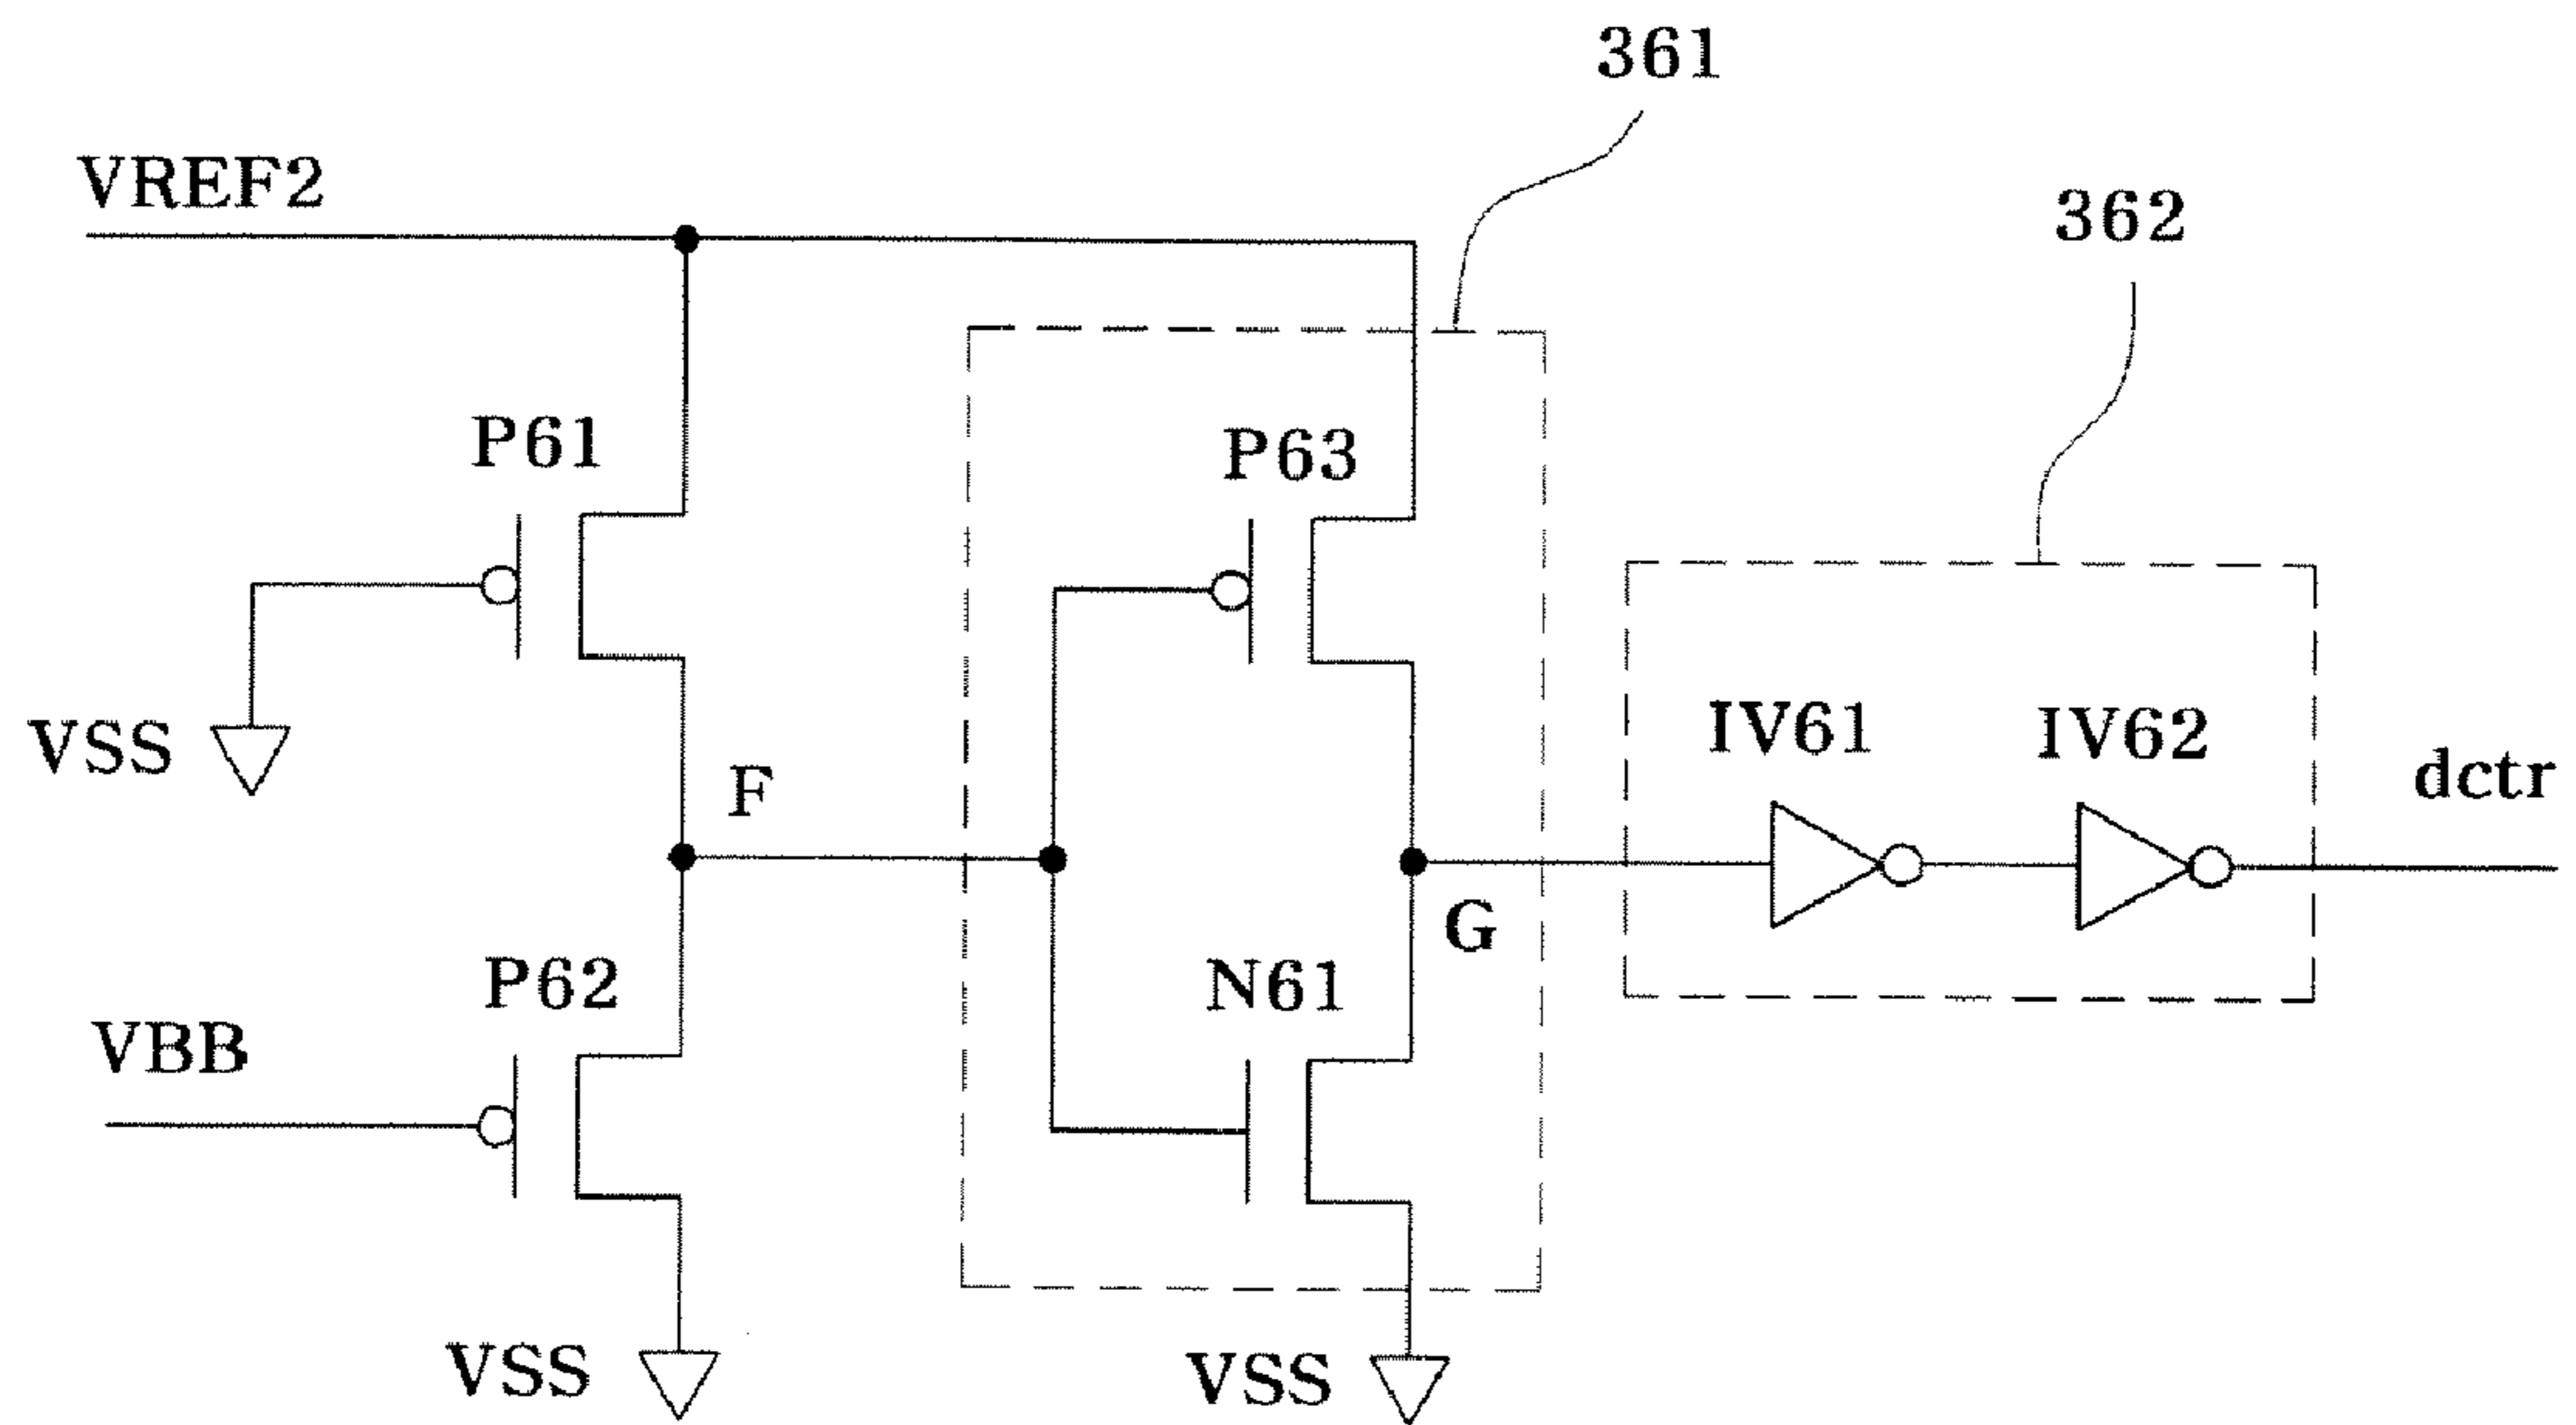 361
362
VREF2
P61
P63
VSS
F
IV61
IV62
dctr
G
P62
N61
VBB
VSS
VSS